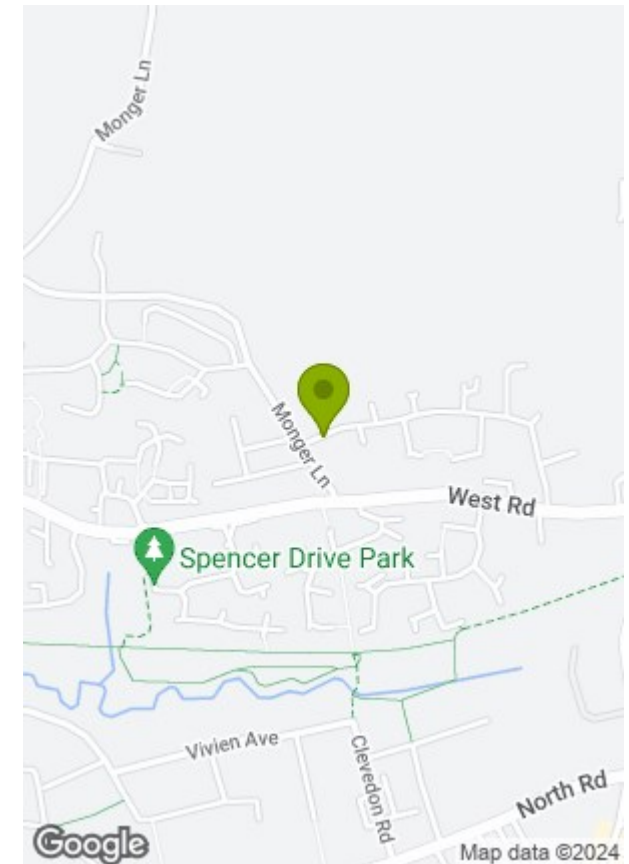 Monger Ln
Monger Ln
West Rd
Spencer Drive Park
Vivien Ave
Clevedon Rd
North Rd
Google
Map data ©2024